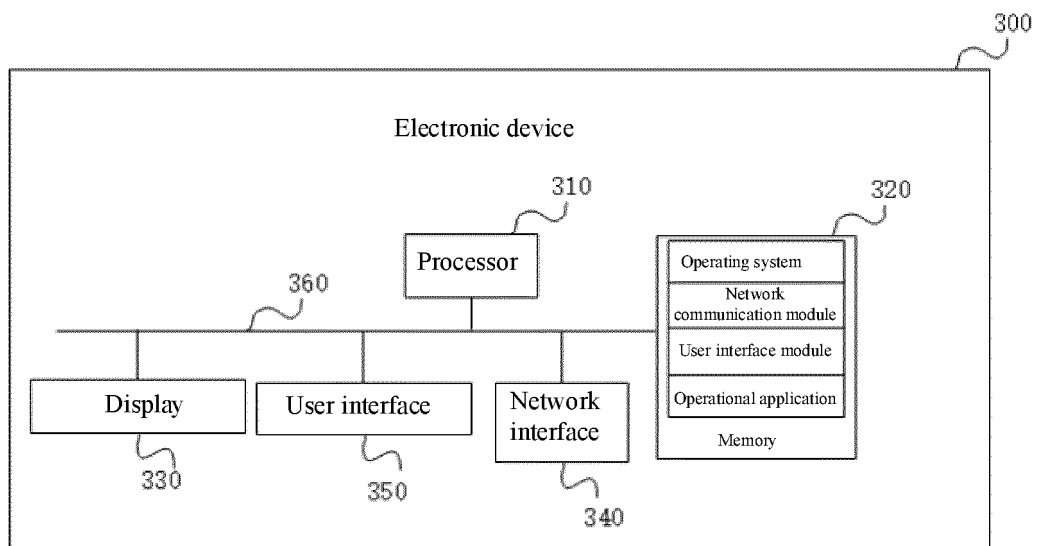 300
Electronic device
310
320
Processor
Operating system
Network
communication module
User interface module
Operational application
Memory
360
Display
User interface
Network
interface
330
350
340